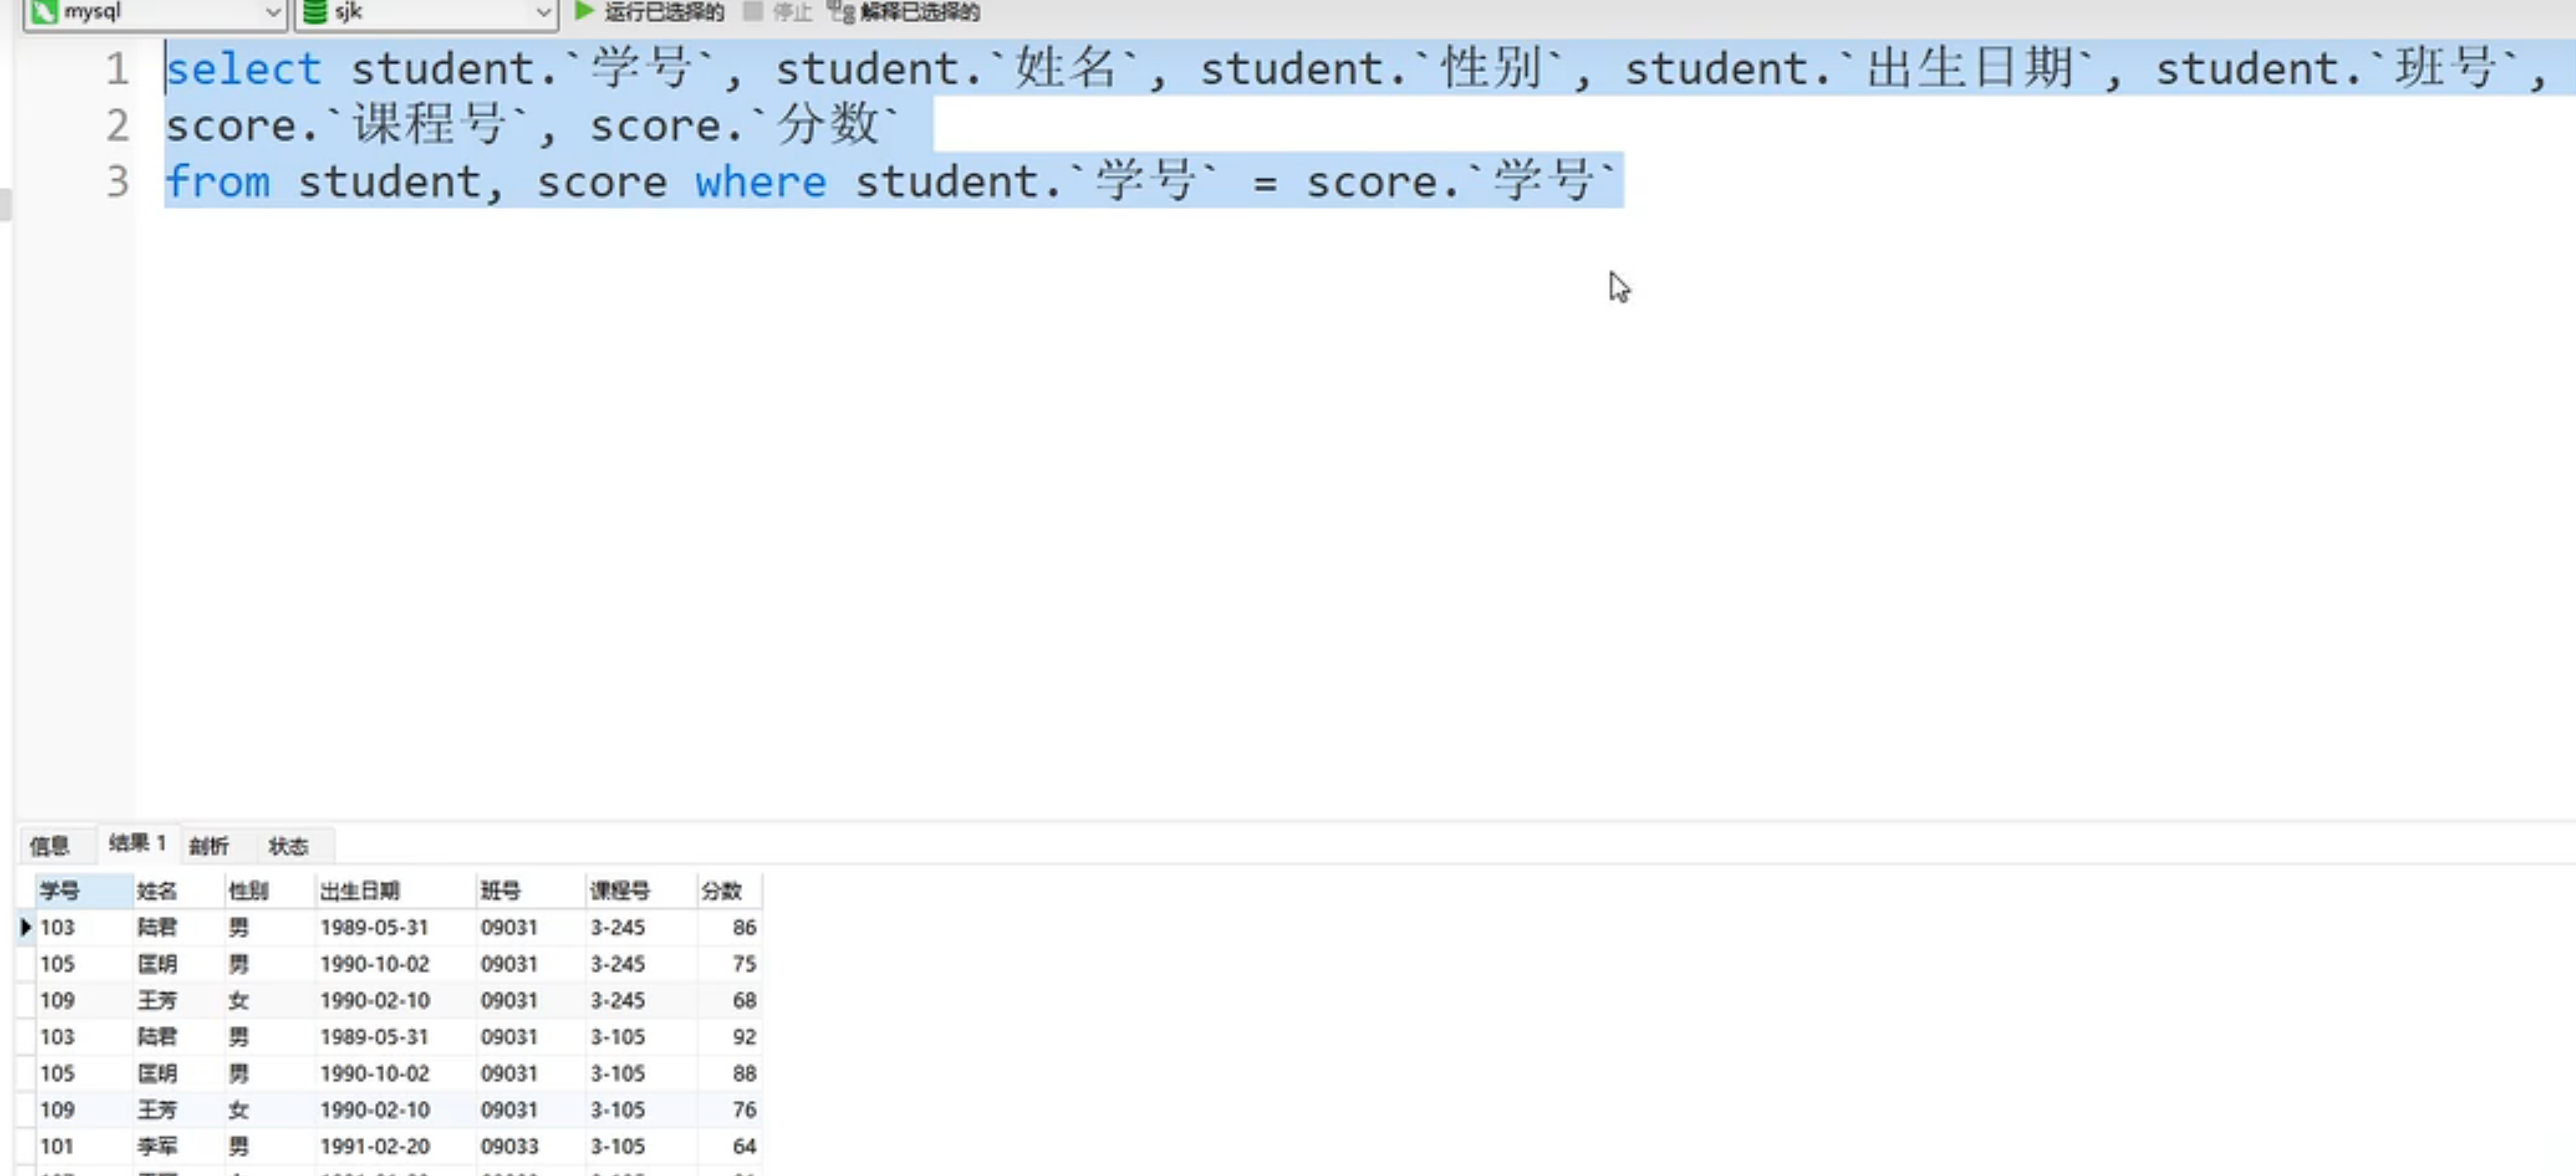 mysql sjk 运行已选择的 停止 解释已选择的
1 select student.`学号`, student.`姓名`, student.`性别`, student.`出生日期`, student.`班号`,
2 score.`课程号`, score.`分数`
3 from student, score where student.`学号` = score.`学号`
信息 结果 1 剖析 状态
学号 姓名 性别 出生日期 班号 课程号 分数
103 陆君 男 1989-05-31 09031 3-245 86
105 匡明 男 1990-10-02 09031 3-245 75
109 王芳 女 1990-02-10 09031 3-245 68
103 陆君 男 1989-05-31 09031 3-105 92
105 匡明 男 1990-10-02 09031 3-105 88
109 王芳 女 1990-02-10 09031 3-105 76
101 李军 男 1991-02-20 09033 3-105 64